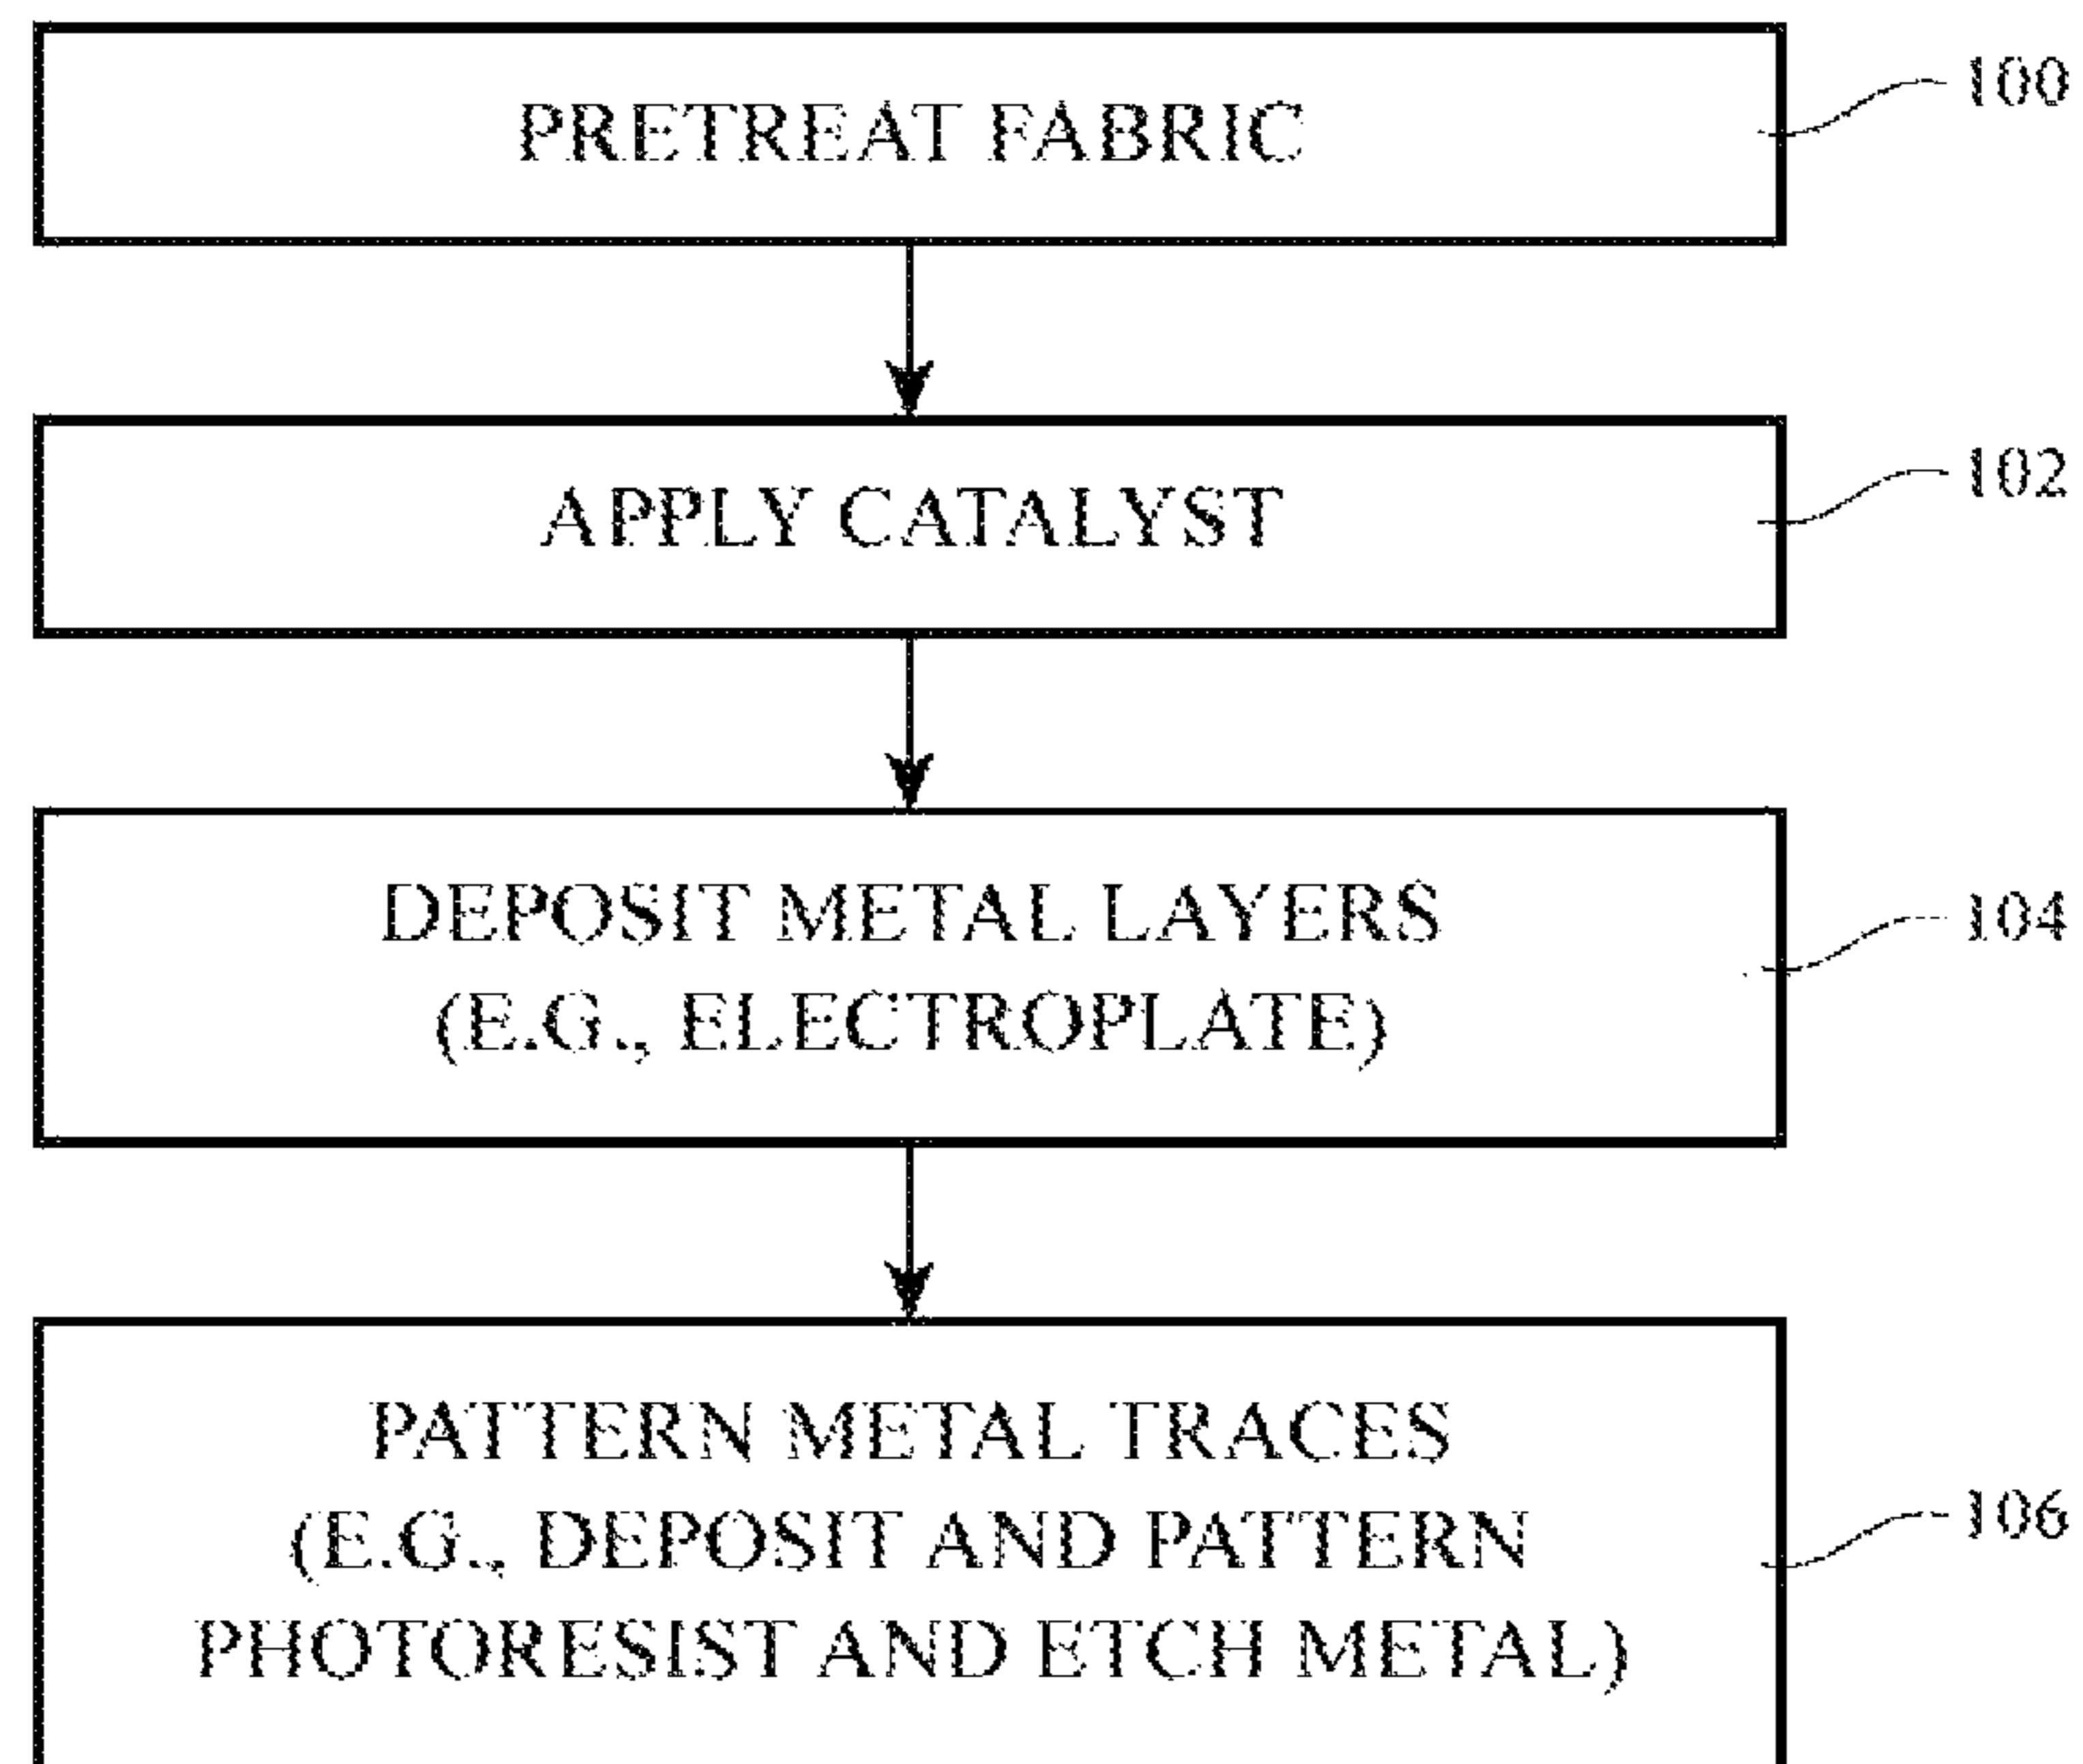 PRETREAT FABRIC
100
APPLY CATALYST
102
DEPOSIT METAL LAYERS
(E.G., ELECTROPLATE)
104
PATTERN METAL TRACES
(E.G., DEPOSIT AND PATTERN
PHOTORESIST AND ETCH METAL)
106